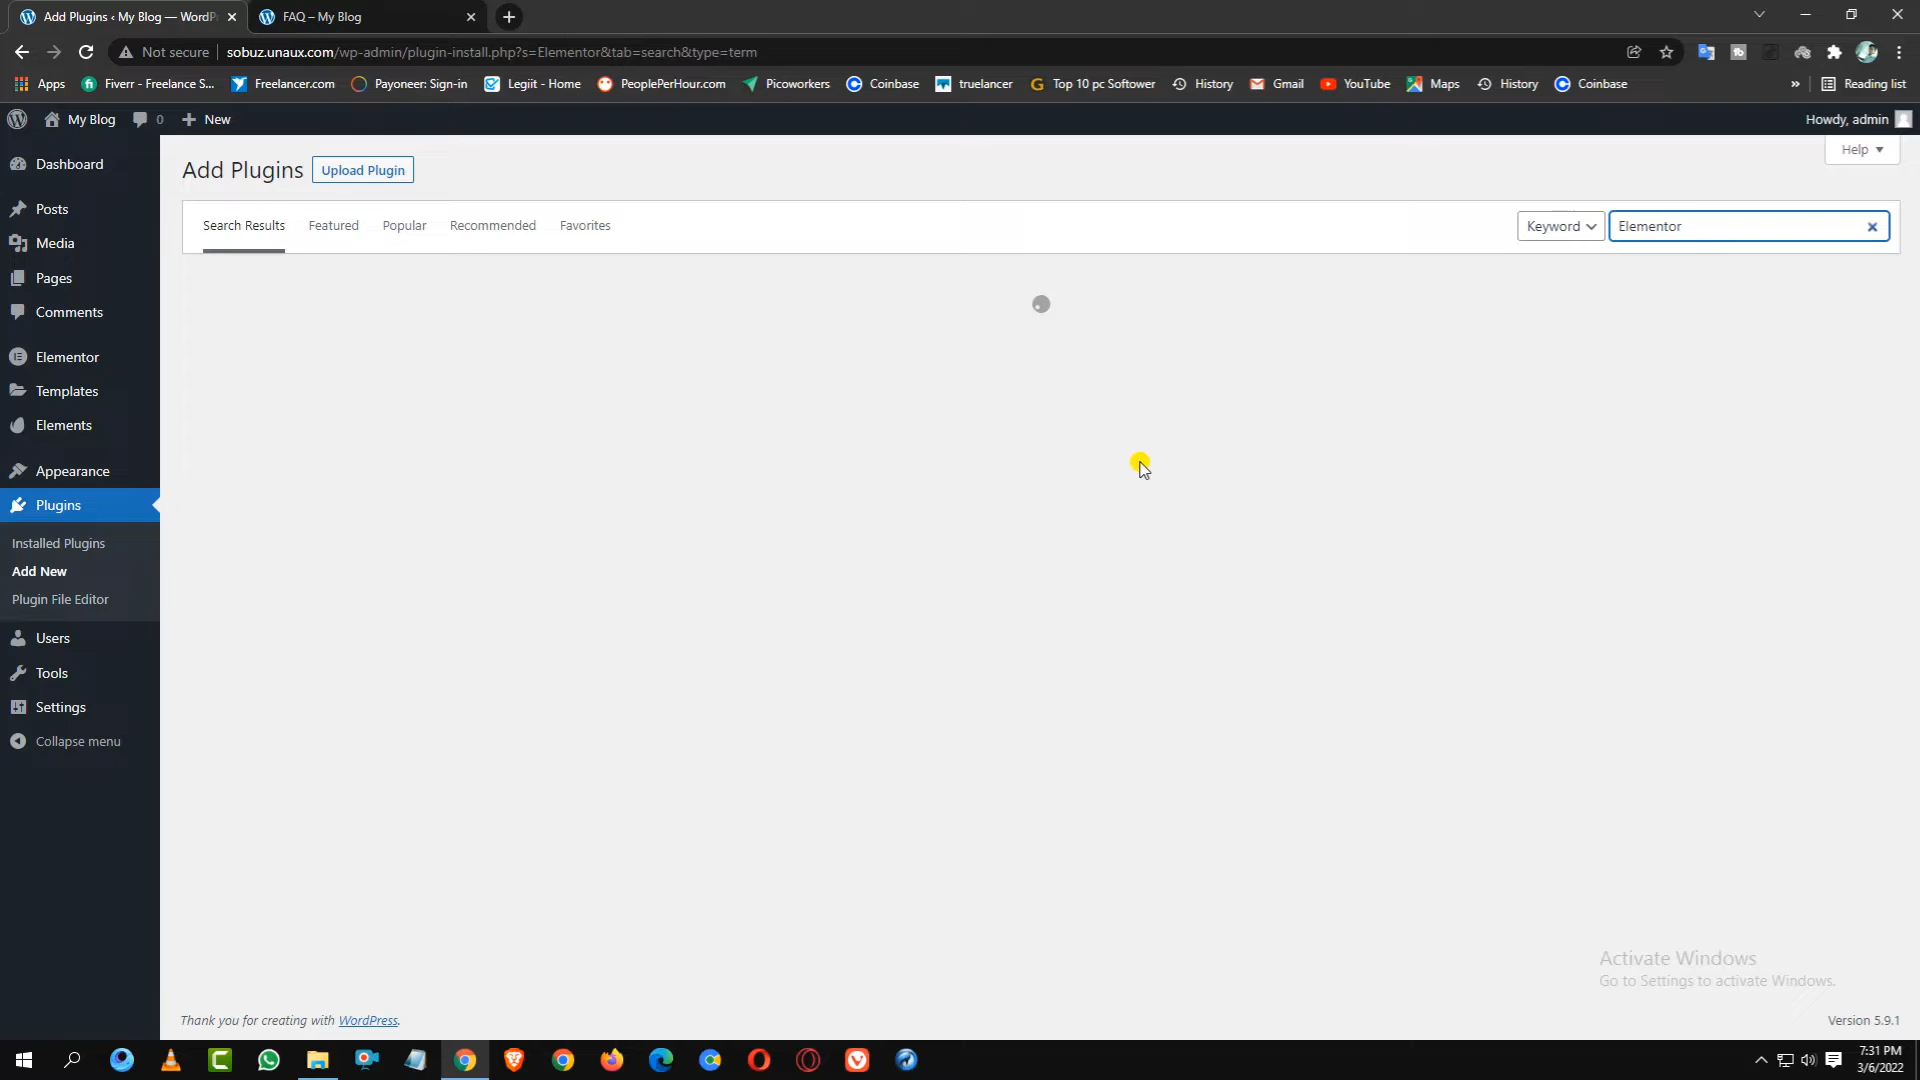 Add Plugins ‹ My Blog — WordP
FAQ – My Blog
Not secure
sobuz.unaux.com/wp-admin/plugin-install.php?s=Elementor&tab=search&type=term
Apps
Fiverr - Freelance S...
Freelancer.com
Payoneer: Sign-in
Legiit - Home
PeoplePerHour.com
Picoworkers
Coinbase
truelancer
Top 10 pc Softower
History
Gmail
YouTube
Maps
History
Coinbase
»
Reading list
My Blog
0
New
Howdy, admin
Dashboard
Posts
Media
Pages
Comments
Elementor
Templates
Elements
Appearance
Plugins
Installed Plugins
Add New
Plugin File Editor
Users
Tools
Settings
Collapse menu
Help
Add Plugins
Upload Plugin
Search Results
Featured
Popular
Recommended
Favorites
Keyword
Elementor
Activate Windows
Go to Settings to activate Windows.
Thank you for creating with WordPress.
Version 5.9.1
7:31 PM
3/6/2022